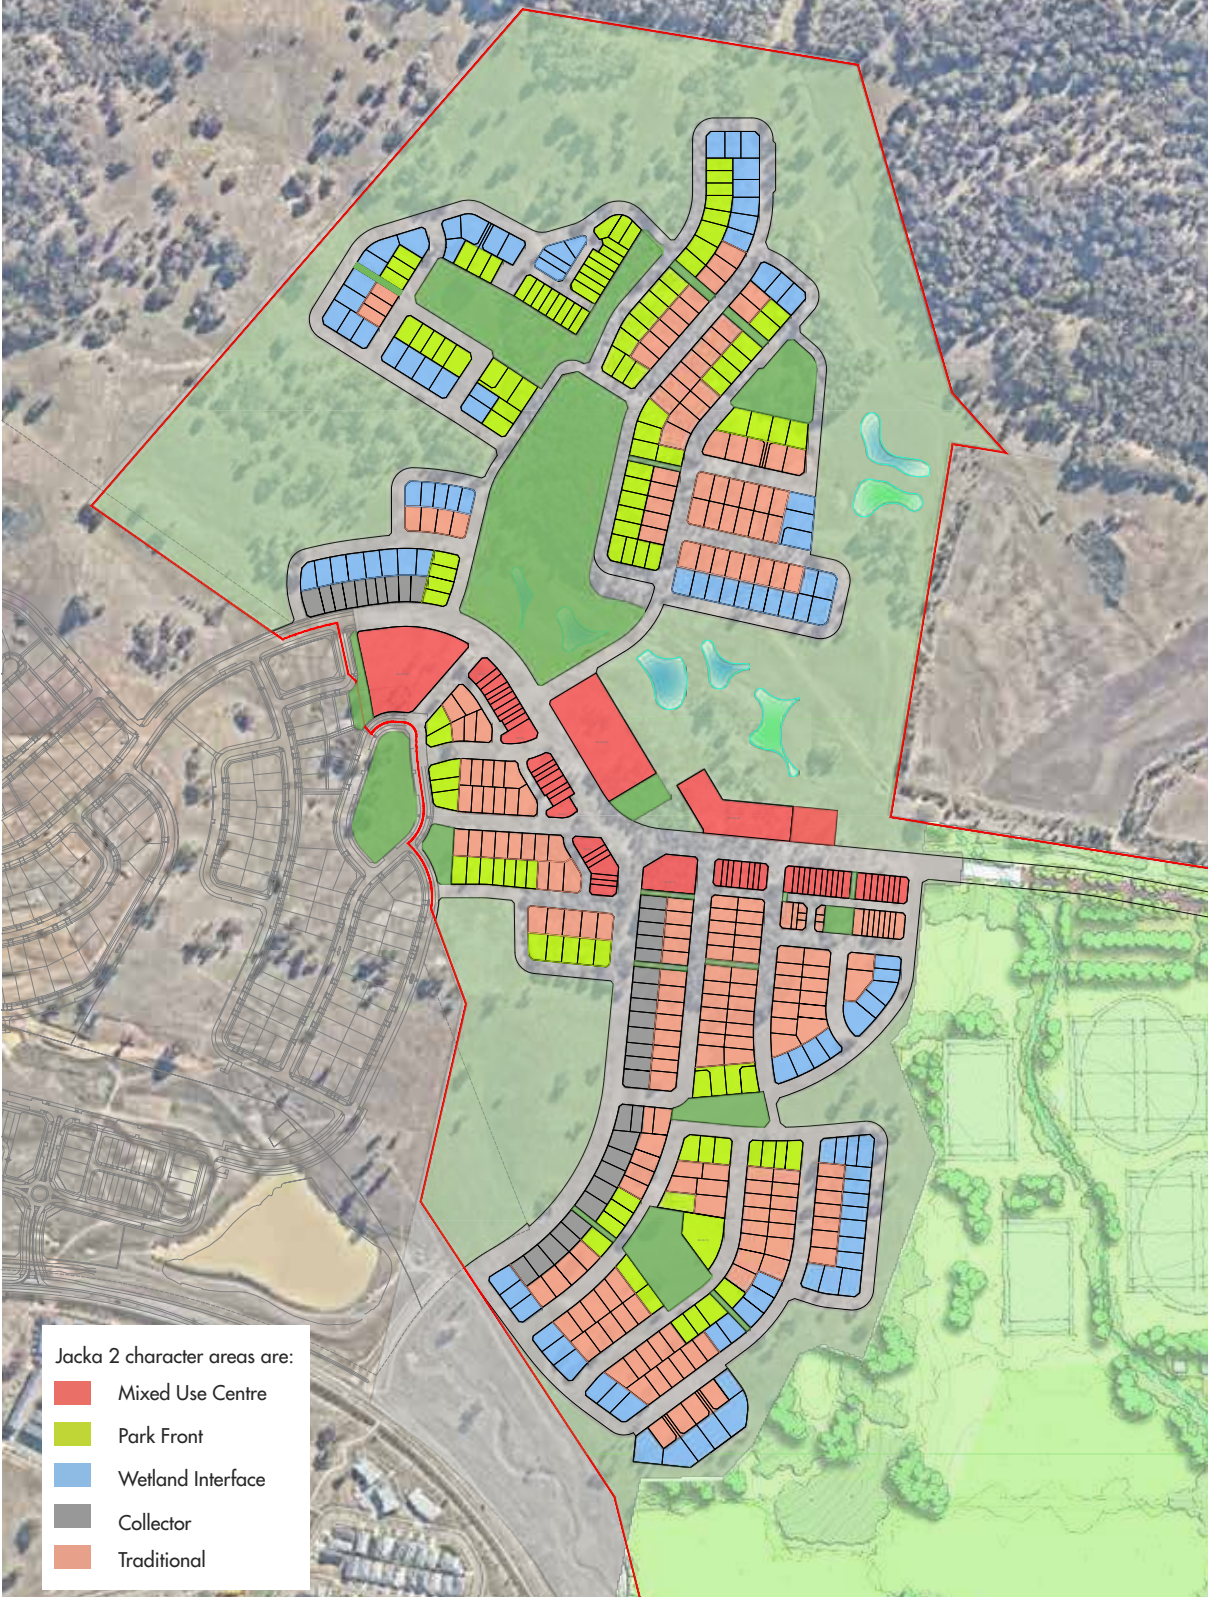 Jacka 2 character areas are:
Mixed Use Centre
Park Front
Wetland Interface
Collector
Traditional